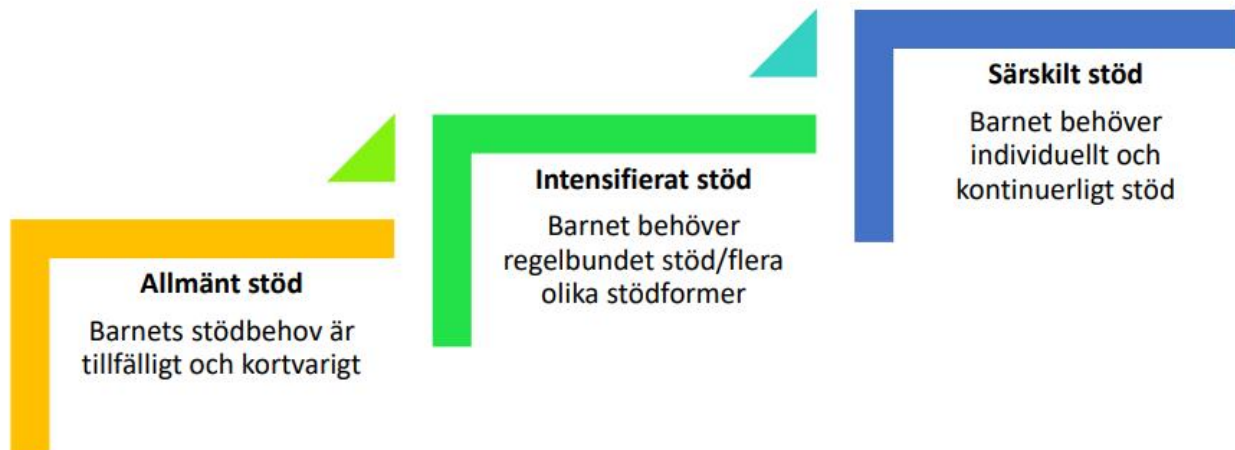 Allmänt stöd
Barnets stödbehov är
tillfälligt och kortvarigt
Intensifierat stöd
Barnet behöver
regelbundet stöd/flera
olika stödformer
Särskilt stöd
Barnet behöver
individuellt och
kontinuerligt stöd